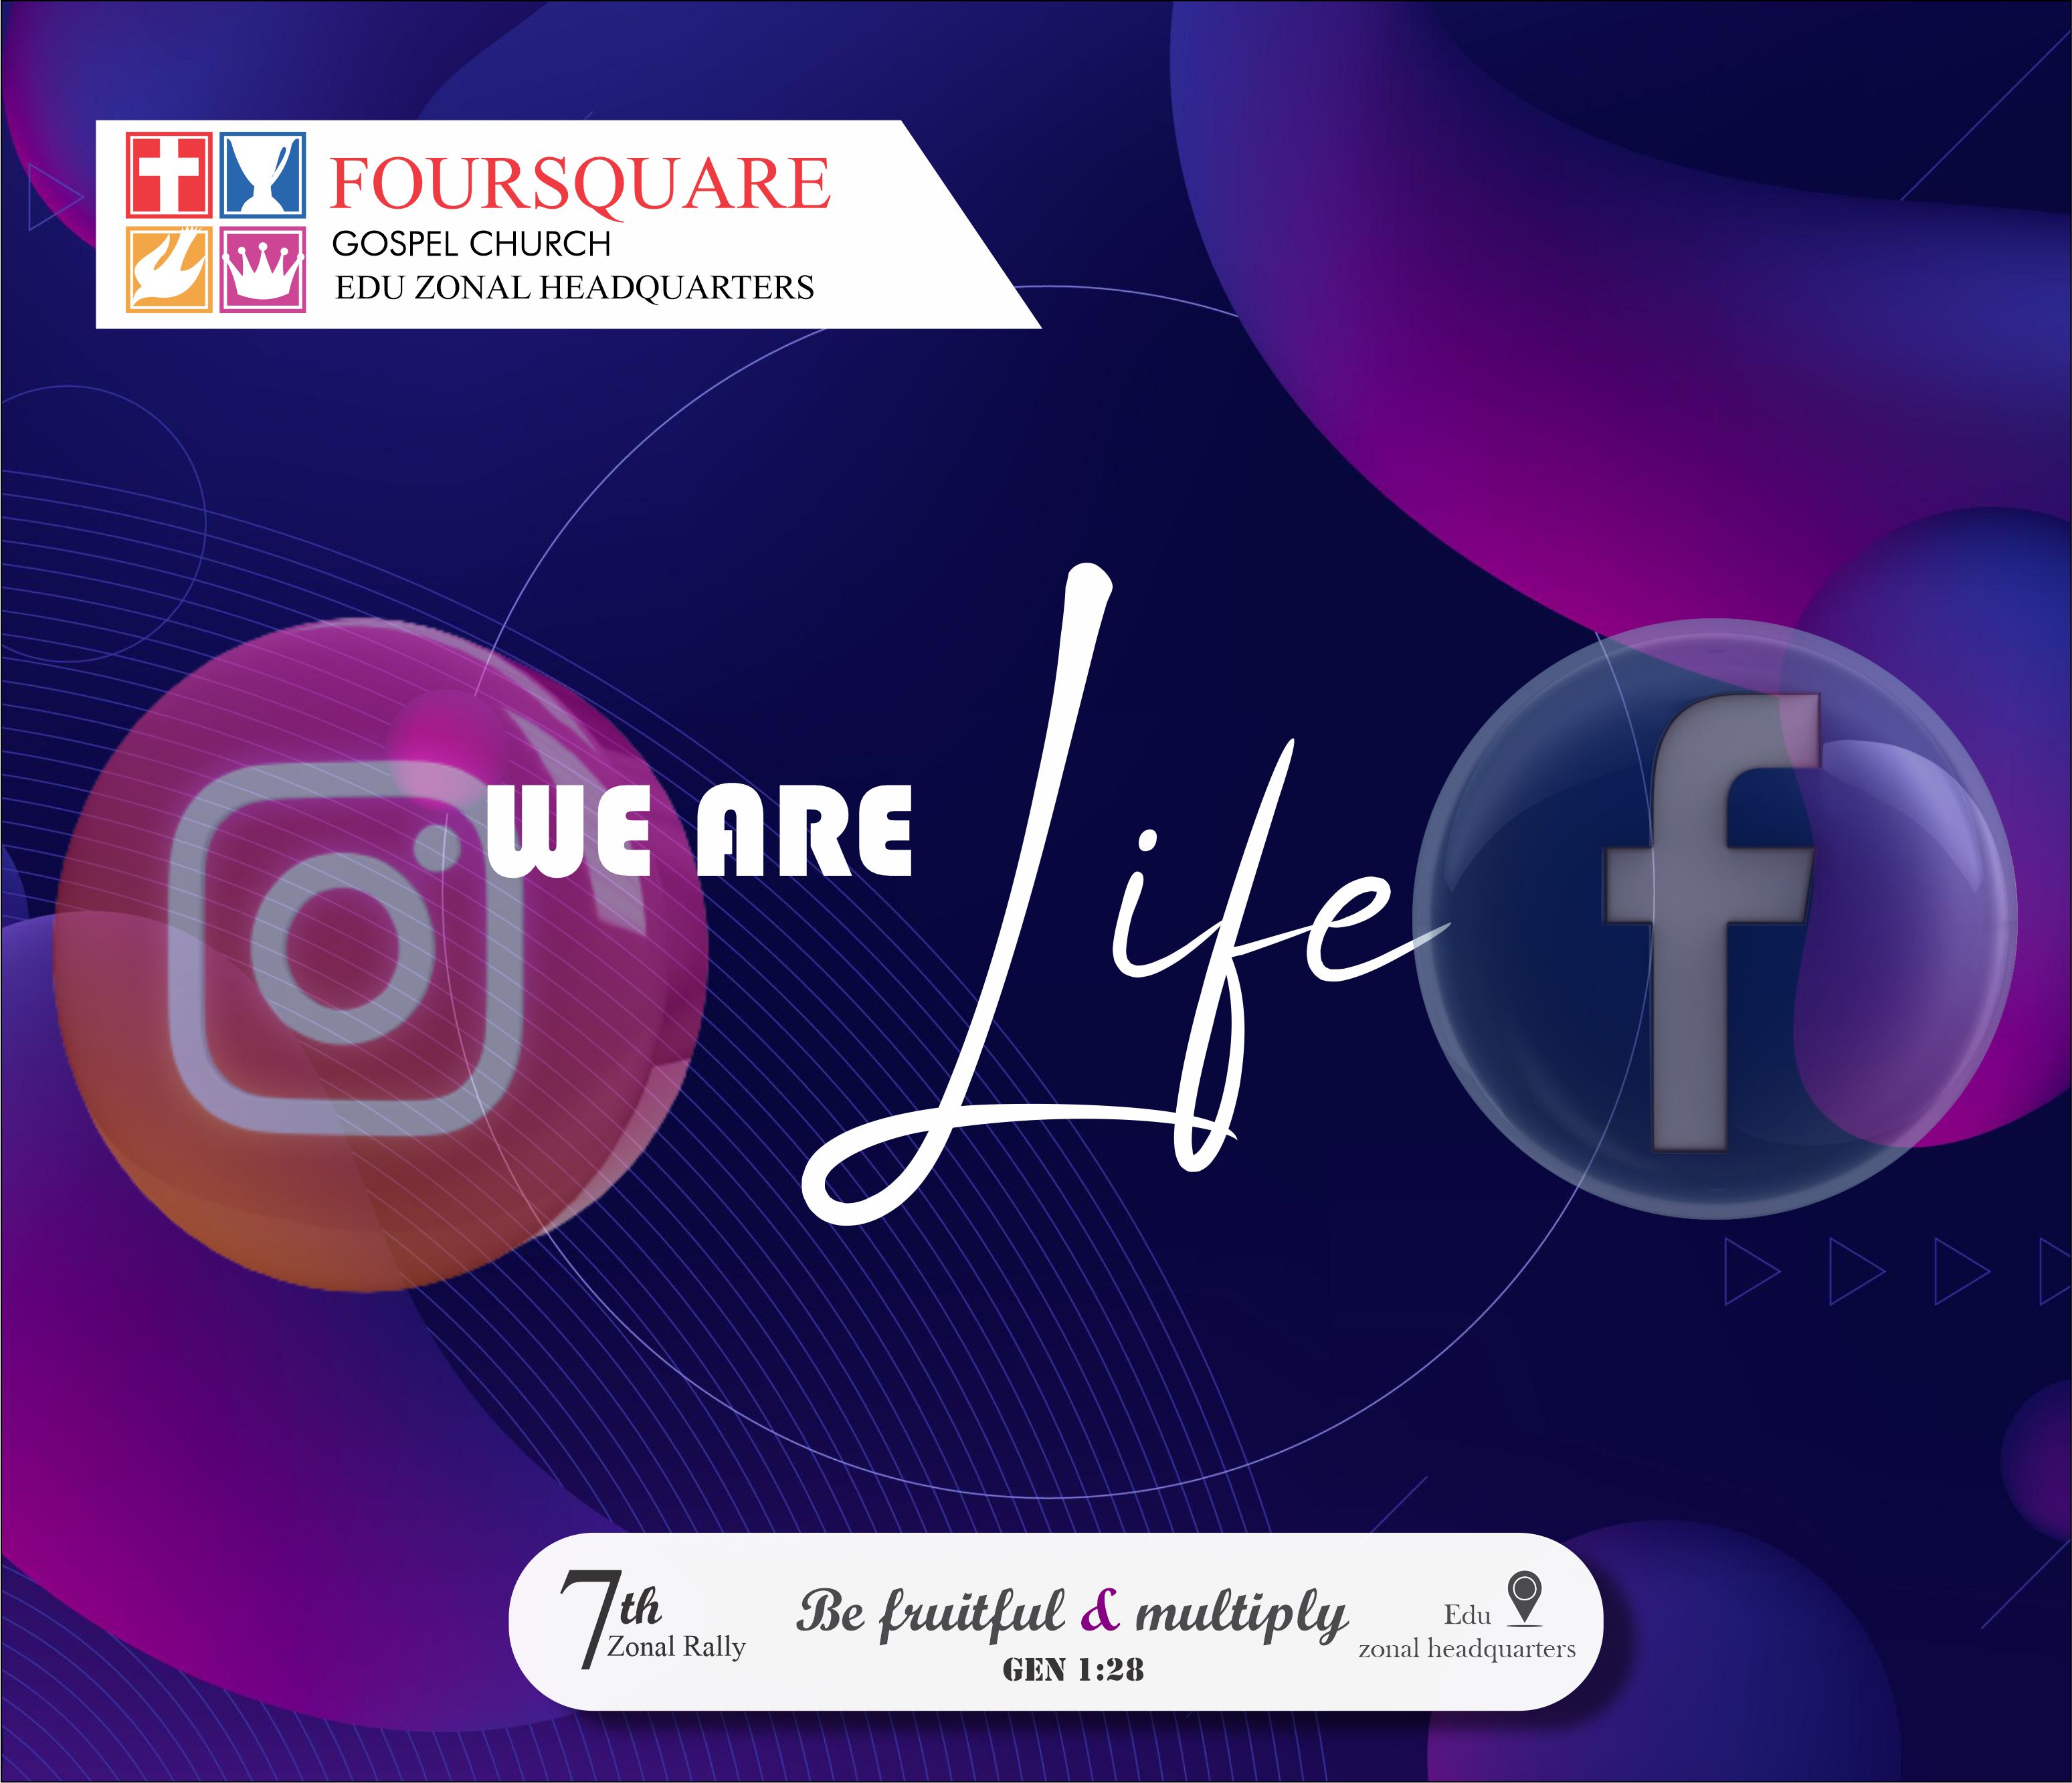 FOURSQUARE
GOSPEL CHURCH
EDU ZONAL HEADQUARTERS
WE ARE Life
f
7th
Zonal Rally
Be fruitful & multiply
GEN 1:28
Edu
zonal headquarters